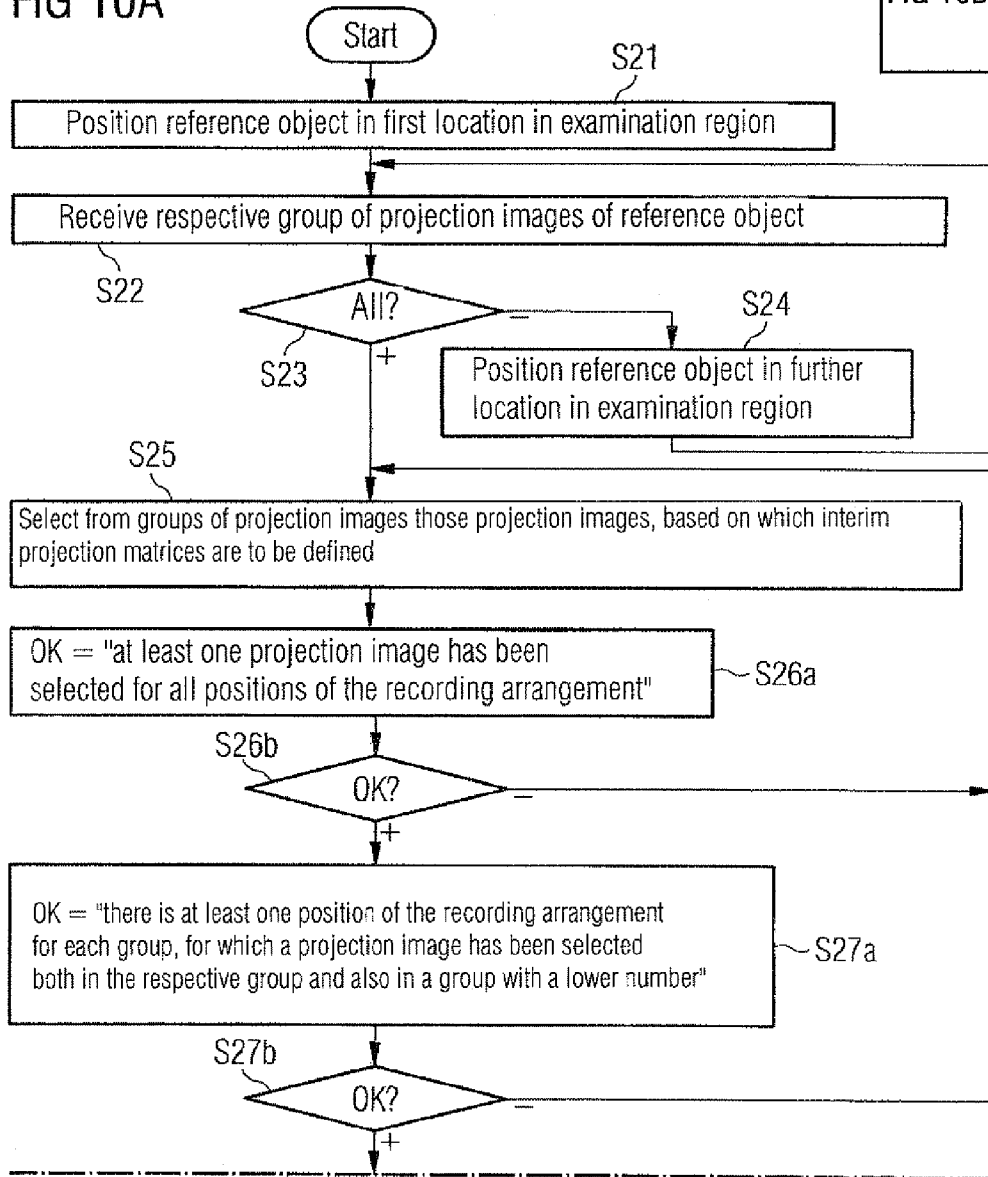 FIG 10A
Start
S21
Position reference object in first location in examination region
Receive respective group of projection images of reference object
S22
All?
−
+
S23
S24
Position reference object in further
location in examination region
S25
Select from groups of projection images those projection images, based on which interim
projection matrices are to be defined
OK = "at least one projection image has been
selected for all positions of the recording arrangement"
S26a
S26b
OK?
−
+
OK = "there is at least one position of the recording arrangement
for each group, for which a projection image has been selected
both in the respective group and also in a group with a lower number"
S27a
S27b
OK?
−
+